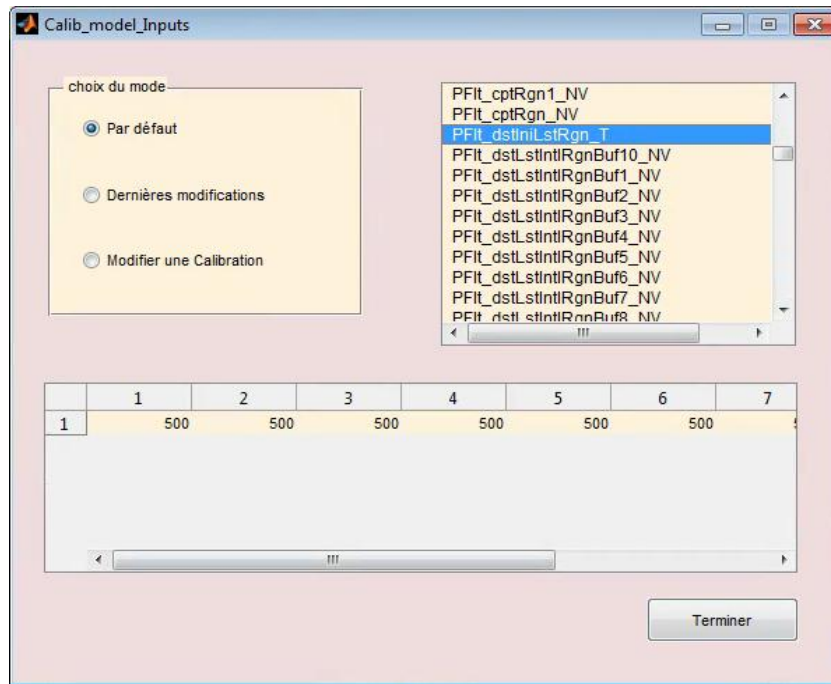 Calib_model_Inputs
choix du mode
Par défaut
Dernières modifications
Modifier une Calibration
PFlt_cptRgn1_NV
PFlt_cptRgn_NV
PFlt_dstIniLstRgn_T
PFlt_dstLstIntlRgnBuf10_NV
PFlt_dstLstIntlRgnBuf1_NV
PFlt_dstLstIntlRgnBuf2_NV
PFlt_dstLstIntlRgnBuf3_NV
PFlt_dstLstIntlRgnBuf4_NV
PFlt_dstLstIntlRgnBuf5_NV
PFlt_dstLstIntlRgnBuf6_NV
PFlt_dstLstIntlRgnBuf7_NV
PFlt_dstLstIntlRgnBuf8_NV
1 2 3 4 5 6 7
1 500 500 500 500 500 500
Terminer